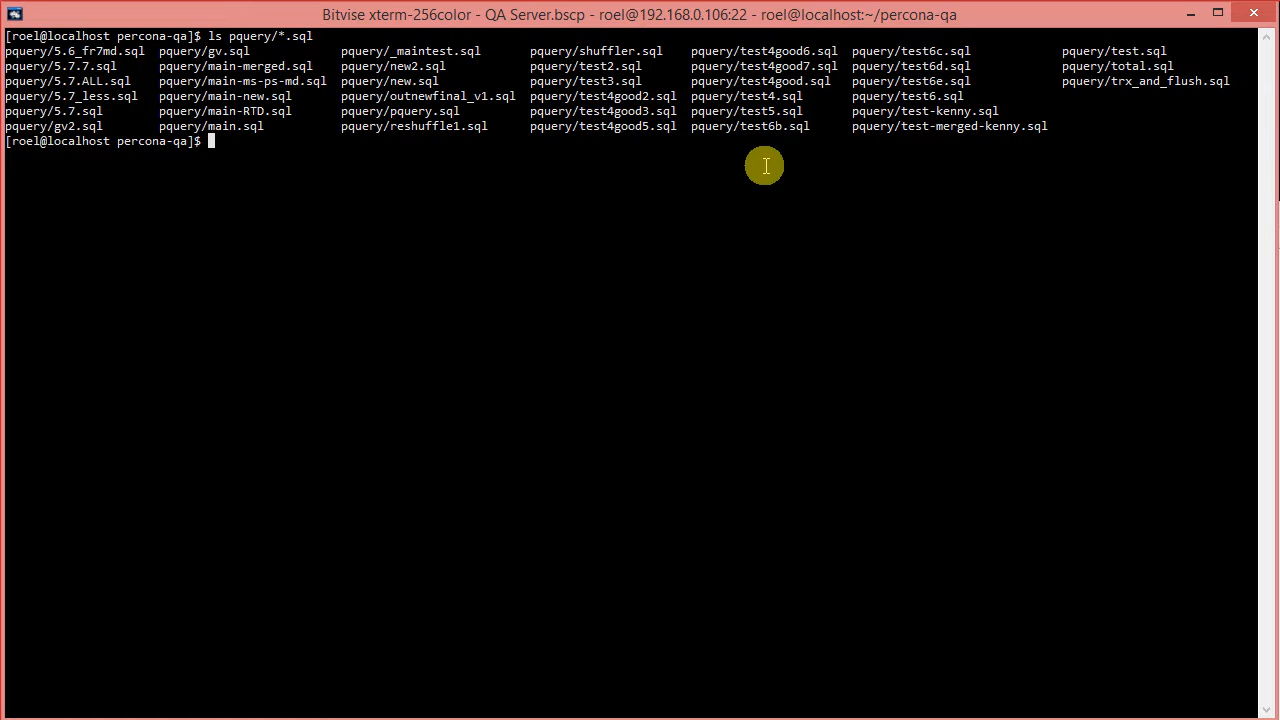 Bitvise xterm-256color - QA Server.bscp - roel@192.168.0.106:22 - roel@localhost:~/percona-qa
[roel@localhost percona-qa]$ ls pquery/*.sql
pquery/5.6_fr7md.sql pquery/gv.sql pquery/_maintest.sql pquery/shuffler.sql pquery/test4good6.sql pquery/test6c.sql pquery/test.sql
pquery/5.7.7.sql pquery/main-merged.sql pquery/new2.sql pquery/test2.sql pquery/test4good7.sql pquery/test6d.sql pquery/total.sql
pquery/5.7.ALL.sql pquery/main-ms-ps-md.sql pquery/new.sql pquery/test3.sql pquery/test4good.sql pquery/test6e.sql pquery/trx_and_flush.sql
pquery/5.7_less.sql pquery/main-new.sql pquery/outnewfinal_v1.sql pquery/test4good2.sql pquery/test4.sql pquery/test6.sql
pquery/5.7.sql pquery/main-RTD.sql pquery/pquery.sql pquery/test4good3.sql pquery/test5.sql pquery/test-kenny.sql
pquery/gv2.sql pquery/main.sql pquery/reshuffle1.sql pquery/test4good5.sql pquery/test6b.sql pquery/test-merged-kenny.sql
[roel@localhost percona-qa]$